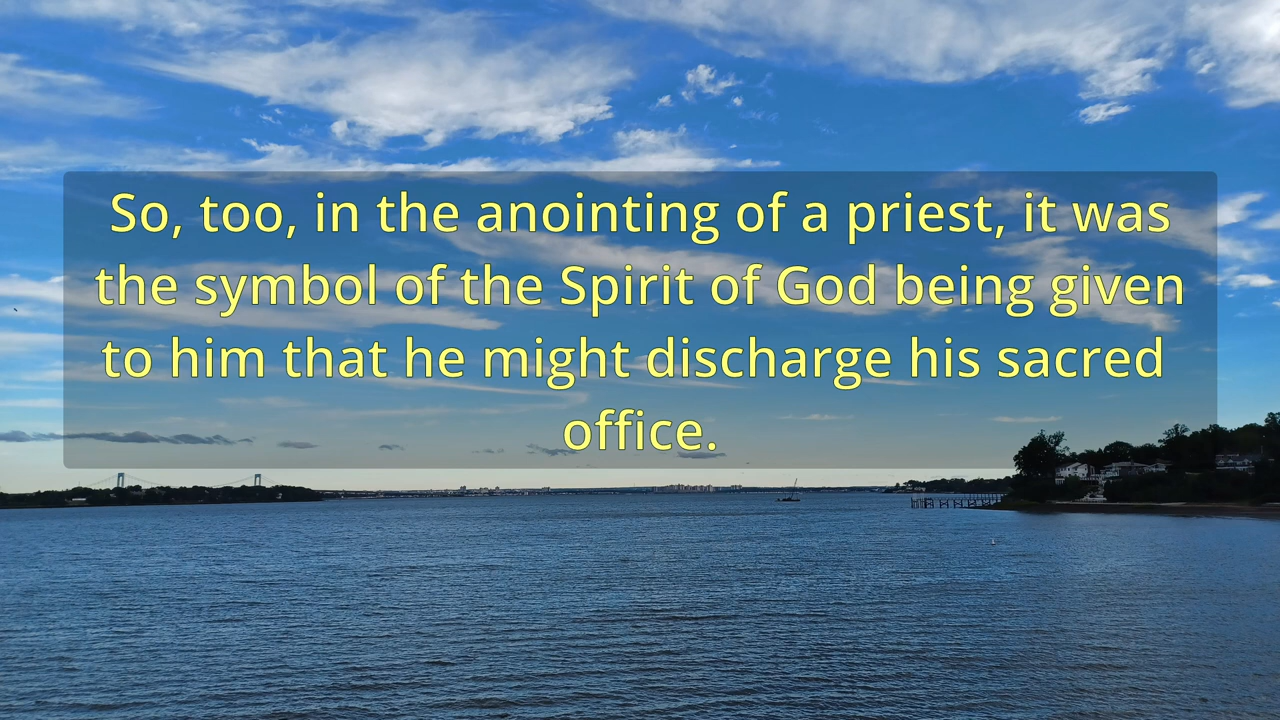 So, too, in the anointing of a priest, it was
the symbol of the Spirit of God being given
to him that he might discharge his sacred
office.